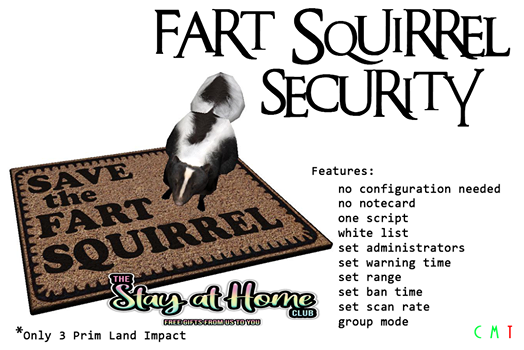 FART SQUIRREL
SECURITY
SAVE
the
FART
SQUIRREL
Features:
no configuration needed
no notecard
one script
white list
set administrators
set warning time
set range
set ban time
set scan rate
group mode
THE
Stay at Home
CLUB
FREE GIFTS FROM US TO YOU
*Only 3 Prim Land Impact
C M T